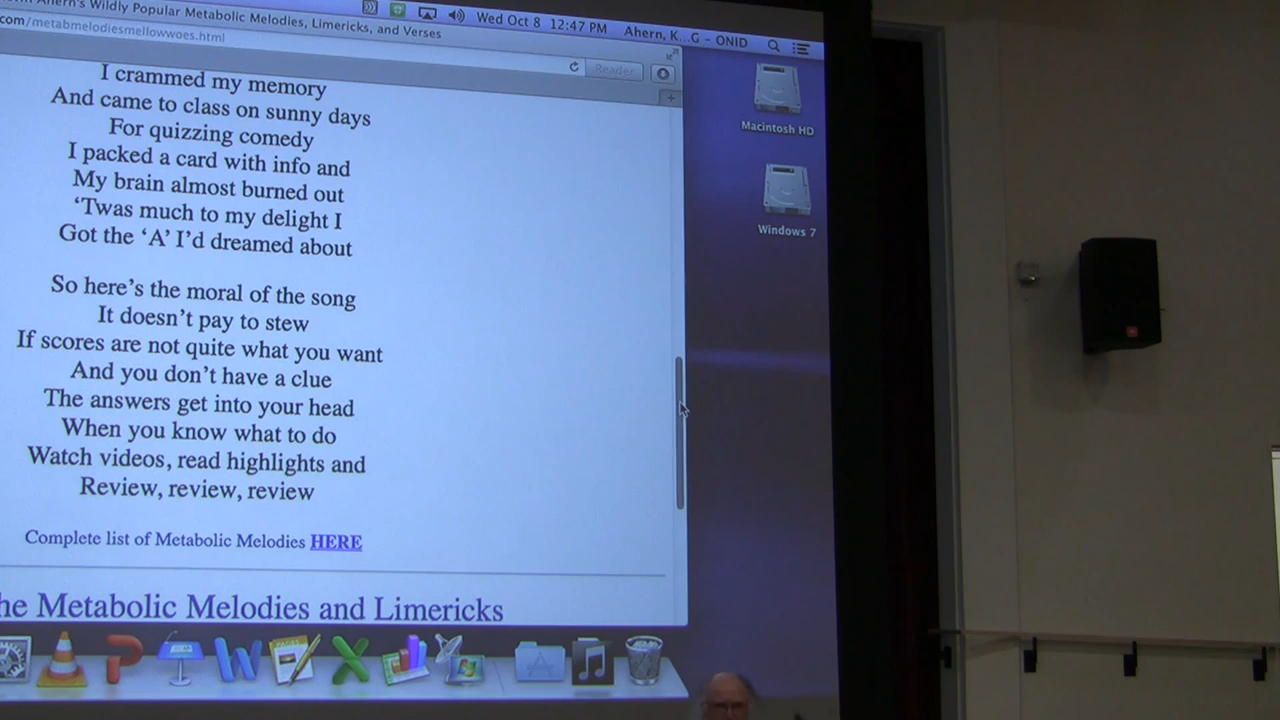 Wed Oct 8 12:47 PM Ahern, K...G - ONID
Ahern's Wildly Popular Metabolic Melodies, Limericks, and Verses
com/metabmelodiesmellowwoes.html
Reader
I crammed my memory
And came to class on sunny days
For quizzing comedy
I packed a card with info and
My brain almost burned out
‘Twas much to my delight I
Got the ‘A’ I’d dreamed about
So here’s the moral of the song
It doesn’t pay to stew
If scores are not quite what you want
And you don’t have a clue
The answers get into your head
When you know what to do
Watch videos, read highlights and
Review, review, review
Complete list of Metabolic Melodies HERE
he Metabolic Melodies and Limericks
Macintosh HD
Windows 7